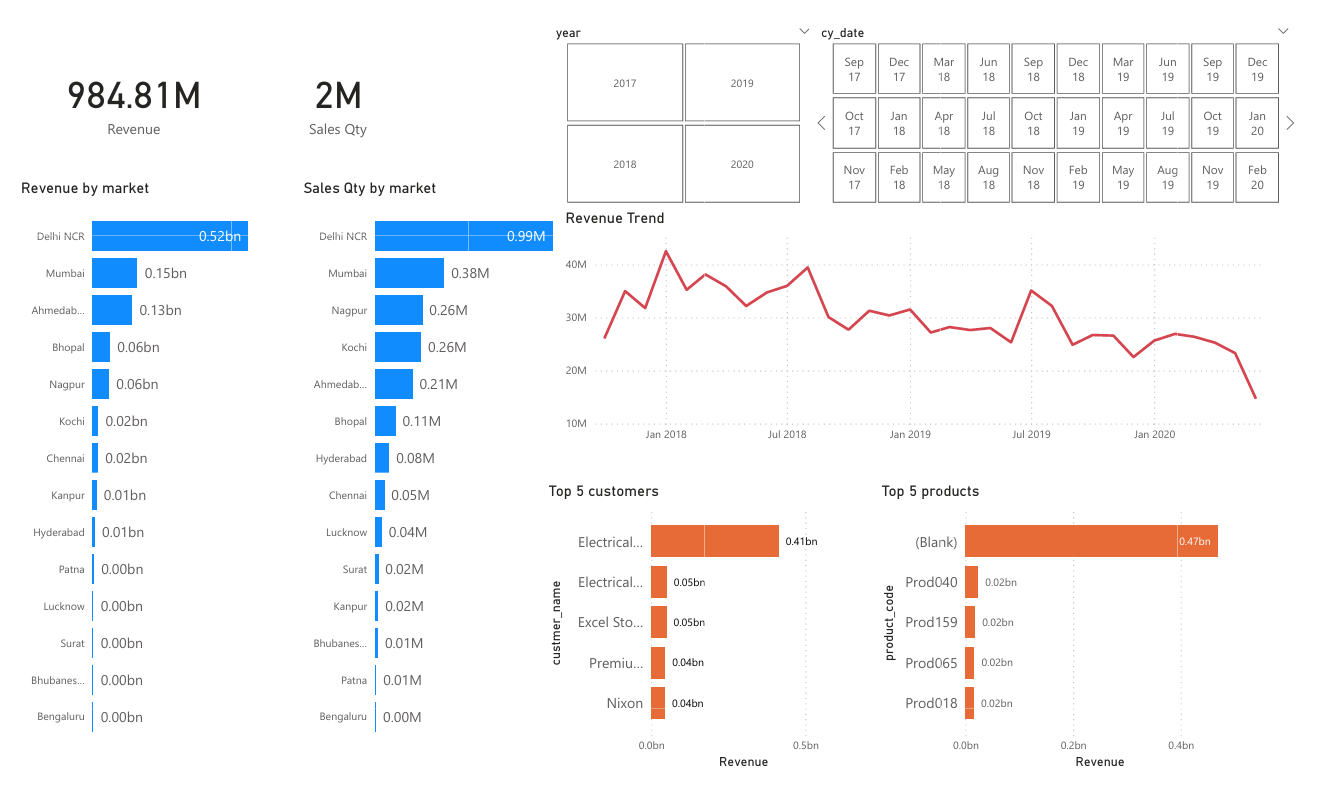 984.81M
Revenue
2M
Sales Qty
year
2017
2019
2018
2020
cy_date
Sep 17
Dec 17
Mar 18
Jun 18
Sep 18
Dec 18
Mar 19
Jun 19
Sep 19
Dec 19
Oct 17
Jan 18
Apr 18
Jul 18
Oct 18
Jan 19
Apr 19
Jul 19
Oct 19
Jan 20
Nov 17
Feb 18
May 18
Aug 18
Nov 18
Feb 19
May 19
Aug 19
Nov 19
Feb 20
Revenue by market
Delhi NCR 0.52bn
Mumbai 0.15bn
Ahmedab... 0.13bn
Bhopal 0.06bn
Nagpur 0.06bn
Kochi 0.02bn
Chennai 0.02bn
Kanpur 0.01bn
Hyderabad 0.01bn
Patna 0.00bn
Lucknow 0.00bn
Surat 0.00bn
Bhubanes... 0.00bn
Bengaluru 0.00bn
Sales Qty by market
Delhi NCR 0.99M
Mumbai 0.38M
Nagpur 0.26M
Kochi 0.26M
Ahmedab... 0.21M
Bhopal 0.11M
Hyderabad 0.08M
Chennai 0.05M
Lucknow 0.04M
Surat 0.02M
Kanpur 0.02M
Bhubanes... 0.01M
Patna 0.01M
Bengaluru 0.00M
Revenue Trend
40M
30M
20M
10M
Jan 2018 Jul 2018 Jan 2019 Jul 2019 Jan 2020
Top 5 customers
custmer_name
Electrical... 0.41bn
Electrical... 0.05bn
Excel Sto... 0.05bn
Premiu... 0.04bn
Nixon 0.04bn
0.0bn 0.5bn
Revenue
Top 5 products
product_code
(Blank) 0.47bn
Prod040 0.02bn
Prod159 0.02bn
Prod065 0.02bn
Prod018 0.02bn
0.0bn 0.2bn 0.4bn
Revenue